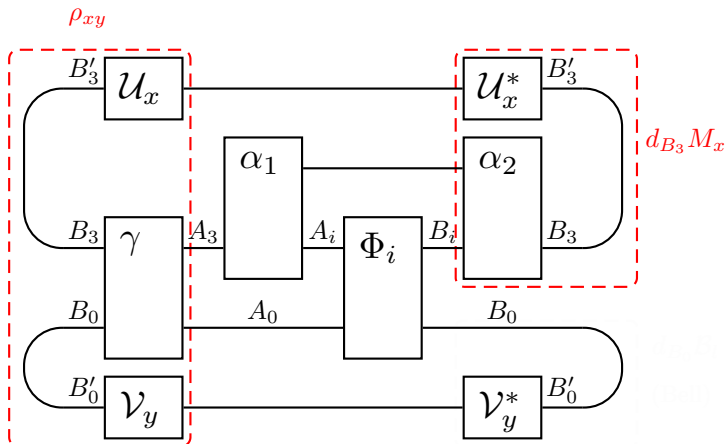 ρ_{xy}
B′_3 𝒰_x 𝒰*_x B′_3
α_1 α_2 d_{B_3} M_x
B_3 γ A_3 A_i Φ_i B_i B_3
B_0 A_0 B_0
B′_0 𝒱_y 𝒱*_y B′_0